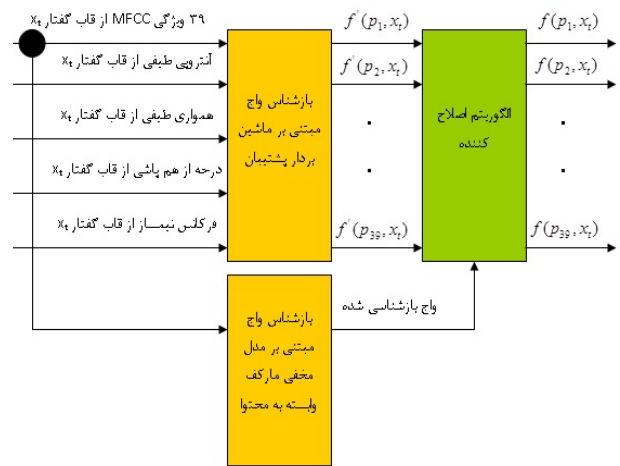 ۳۹ ویژگی MFCC از قاب گفتار xₜ
آنتروپی طیفی از قاب گفتار xₜ
همواری طیفی از قاب گفتار xₜ
درجه از هم پاشی از قاب گفتار xₜ
فرکانس نیمساز از قاب گفتار xₜ
بازشناس واج
مبتنی بر ماشین
بردار پشتیبان
f'(p₁, xₜ)
f'(p₂, xₜ)
.
.
f'(p₃₉, xₜ)
الگوریتم اصلاح
کننده
f(p₁, xₜ)
f(p₂, xₜ)
.
.
f(p₃₉, xₜ)
بازشناس واج
مبتنی بر مدل
مخفی مارکف
وابسته به محتوا
واج بازشناسی شده